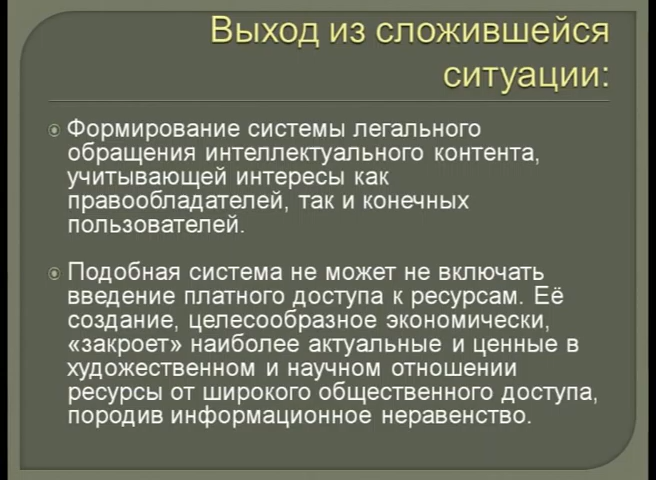 Выход из сложившейся
ситуации:
Формирование системы легального
обращения интеллектуального контента,
учитывающей интересы как
правообладателей, так и конечных
пользователей.
Подобная система не может не включать
введение платного доступа к ресурсам. Её
создание, целесообразное экономически,
«закроет» наиболее актуальные и ценные в
художественном и научном отношении
ресурсы от широкого общественного доступа,
породив информационное неравенство.